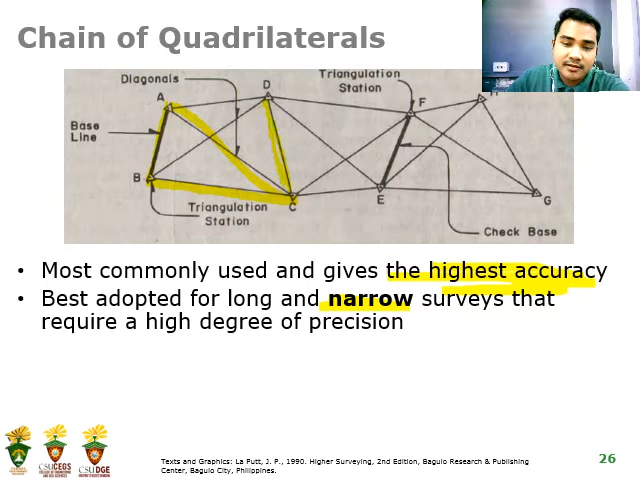 Chain of Quadrilaterals
Diagonals
D
Triangulation
Station
A
F
H
Base
Line
B
Triangulation
Station
C
E
G
Check Base
• Most commonly used and gives the highest accuracy
• Best adopted for long and narrow surveys that
require a high degree of precision
CSUCEGS
CSUDGE
Texts and Graphics: La Putt, J. P., 1990. Higher Surveying, 2nd Edition, Baguio Research & Publishing
Center, Baguio City, Philippines.
26